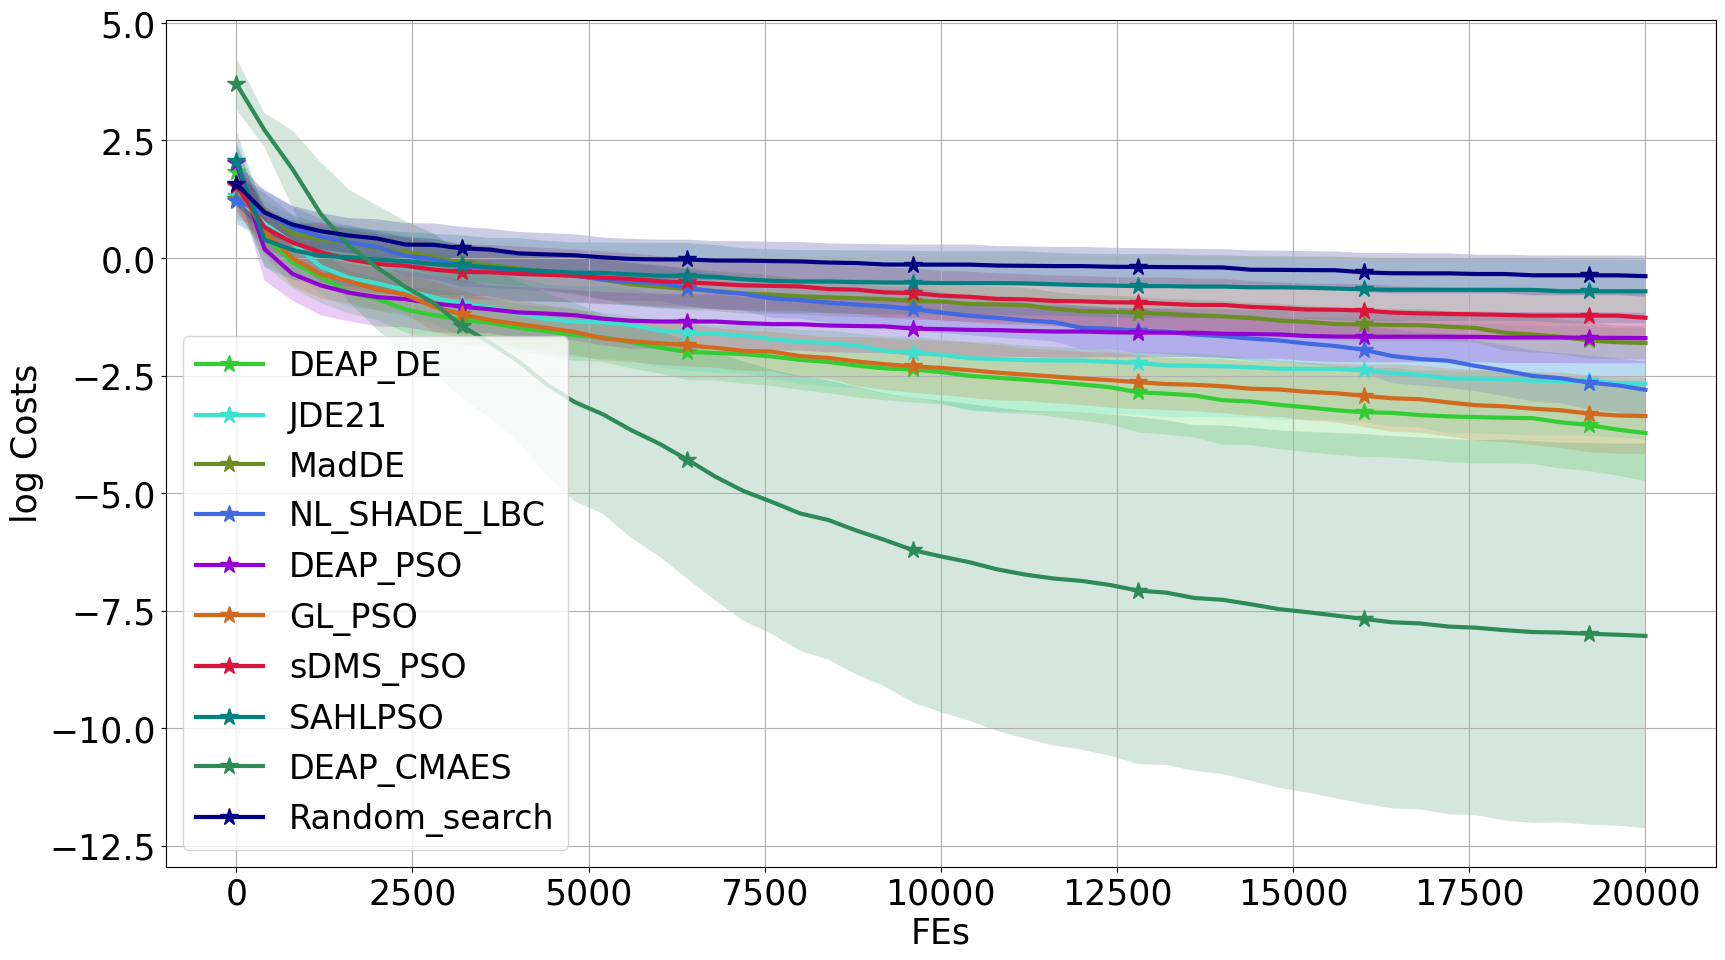 5.0
2.5
0.0
−2.5
−5.0
−7.5
−10.0
−12.5
log Costs
DEAP_DE
JDE21
MadDE
NL_SHADE_LBC
DEAP_PSO
GL_PSO
sDMS_PSO
SAHLPSO
DEAP_CMAES
Random_search
0 2500 5000 7500 10000 12500 15000 17500 20000
FEs